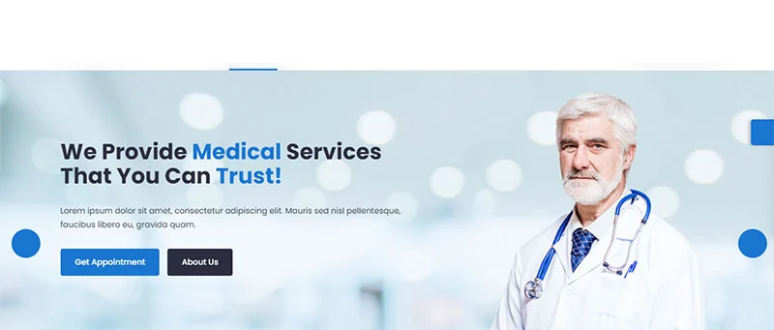 We Provide Medical Services
That You Can Trust!
Lorem ipsum dolor sit amet, consectetur adipiscing elit. Mauris sed nisl pellentesque,
faucibus libero eu, gravida quam.
Get Appointment
About Us